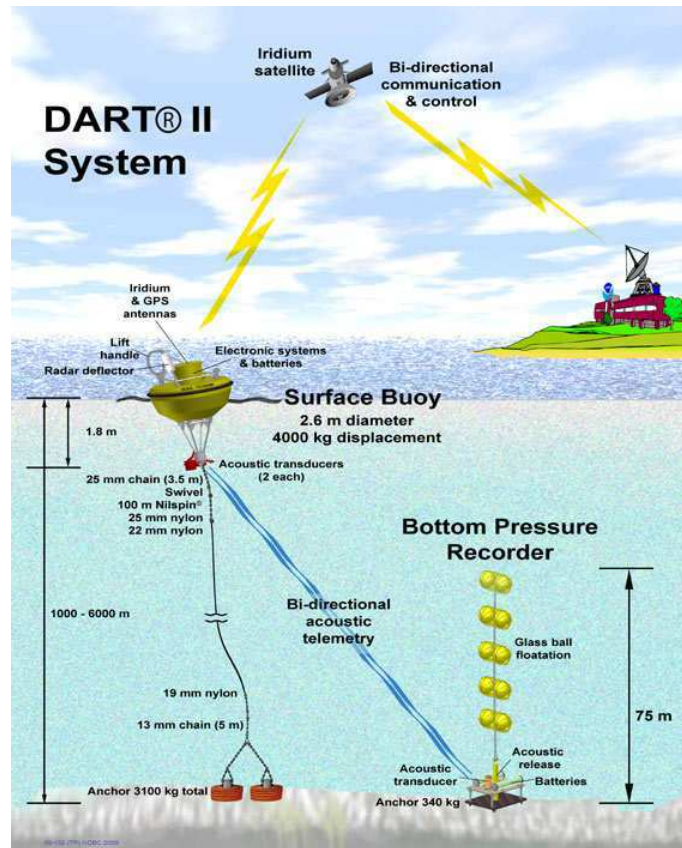 DART® II
System
Iridium
satellite
Bi-directional
communication
& control
Iridium
& GPS
antennas
Lift
handle
Radar deflector
Electronic systems
& batteries
Surface Buoy
2.6 m diameter
4000 kg displacement
1.8 m
Acoustic transducers
(2 each)
25 mm chain (3.5 m)
Swivel
100 m Nilspin®
25 mm nylon
22 mm nylon
Bottom Pressure
Recorder
1000 - 6000 m
Bi-directional
acoustic
telemetry
Glass ball
floatation
75 m
19 mm nylon
13 mm chain (5 m)
Acoustic
release
Acoustic
transducer
Batteries
Anchor 3100 kg total
Anchor 340 kg